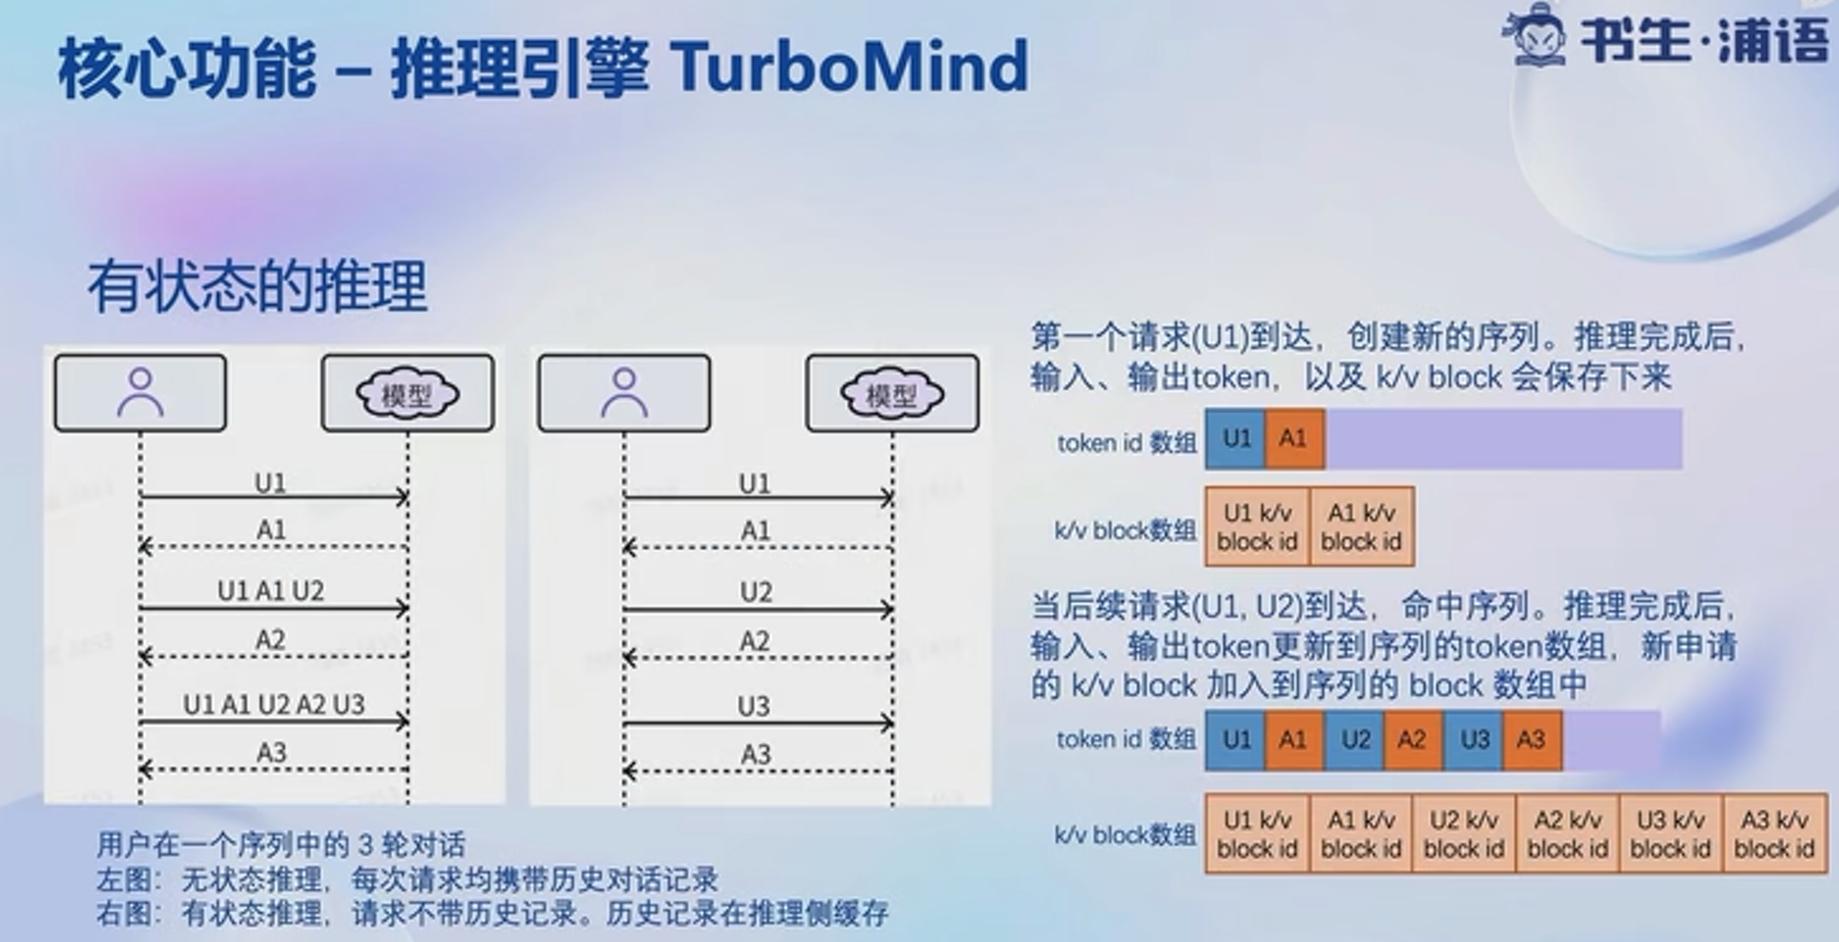 核心功能 – 推理引擎 TurboMind
书生·浦语
有状态的推理
模型
U1
A1
U1 A1 U2
A2
U1 A1 U2 A2 U3
A3
模型
U1
A1
U2
A2
U3
A3
用户在一个序列中的 3 轮对话
左图：无状态推理，每次请求均携带历史对话记录
右图：有状态推理，请求不带历史记录。历史记录在推理侧缓存
第一个请求(U1)到达，创建新的序列。推理完成后，
输入、输出token，以及 k/v block 会保存下来
token id 数组 U1 A1
k/v block数组
U1 k/v A1 k/v
block id block id
当后续请求(U1, U2)到达，命中序列。推理完成后，
输入、输出token更新到序列的token数组，新申请
的 k/v block 加入到序列的 block 数组中
token id 数组 U1 A1 U2 A2 U3 A3
k/v block数组
U1 k/v A1 k/v U2 k/v A2 k/v U3 k/v A3 k/v
block id block id block id block id block id block id